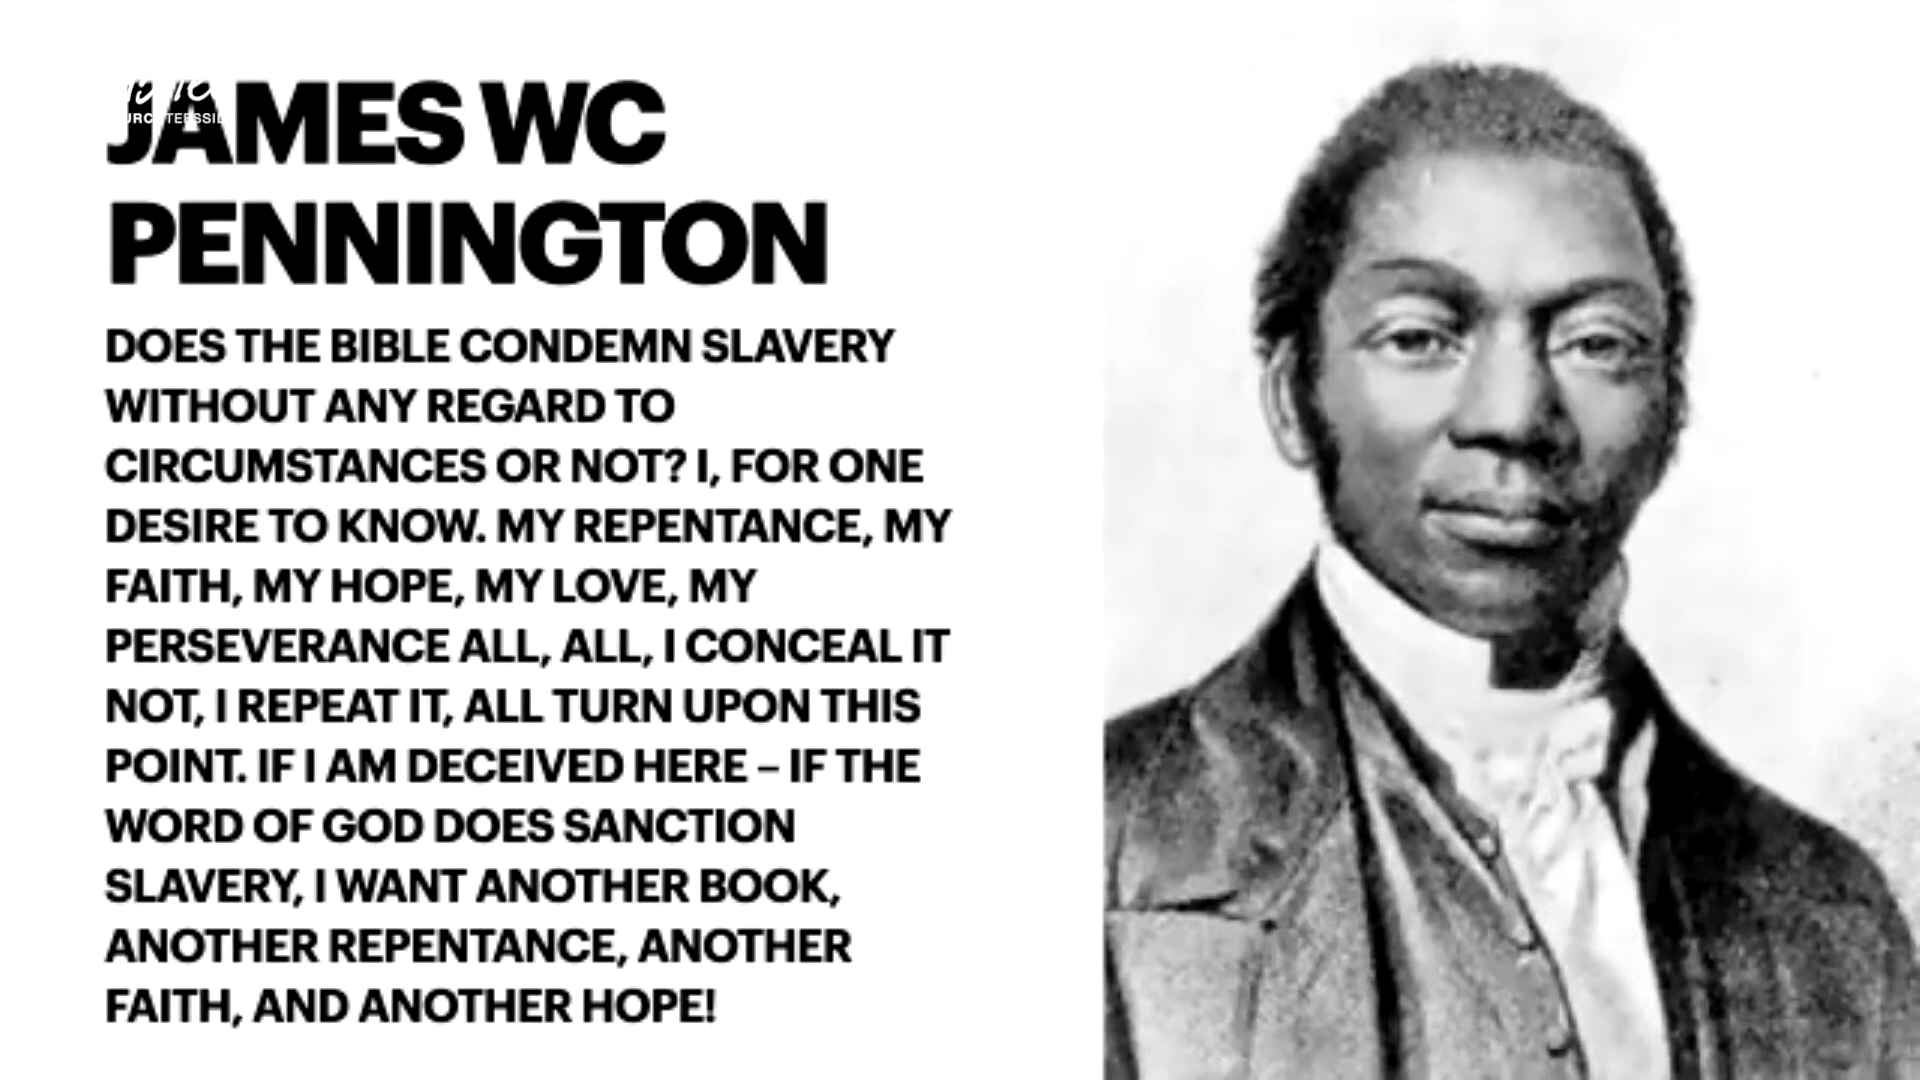 JAMES WC
PENNINGTON
DOES THE BIBLE CONDEMN SLAVERY
WITHOUT ANY REGARD TO
CIRCUMSTANCES OR NOT? I, FOR ONE
DESIRE TO KNOW. MY REPENTANCE, MY
FAITH, MY HOPE, MY LOVE, MY
PERSEVERANCE ALL, ALL, I CONCEAL IT
NOT, I REPEAT IT, ALL TURN UPON THIS
POINT. IF I AM DECEIVED HERE – IF THE
WORD OF GOD DOES SANCTION
SLAVERY, I WANT ANOTHER BOOK,
ANOTHER REPENTANCE, ANOTHER
FAITH, AND ANOTHER HOPE!